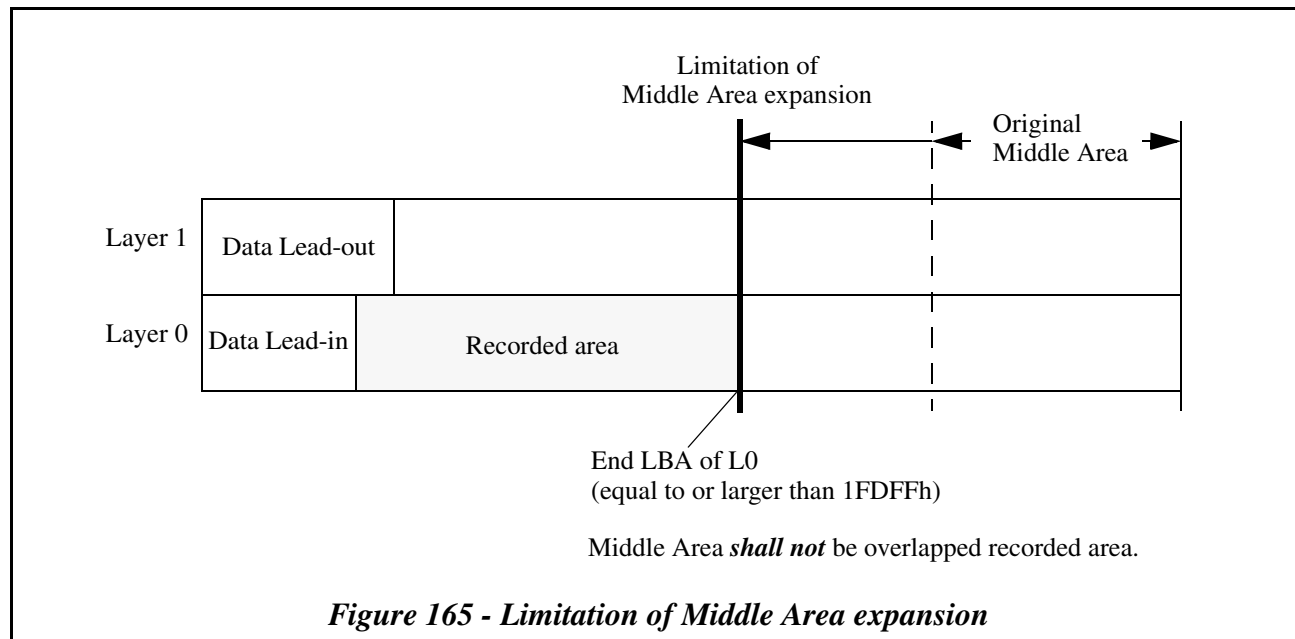 Limitation of
Middle Area expansion
Original
Middle Area
Layer 1
Data Lead-out
Layer 0
Data Lead-in
Recorded area
End LBA of L0
(equal to or larger than 1FDFFh)
Middle Area shall not be overlapped recorded area.
Figure 165 - Limitation of Middle Area expansion